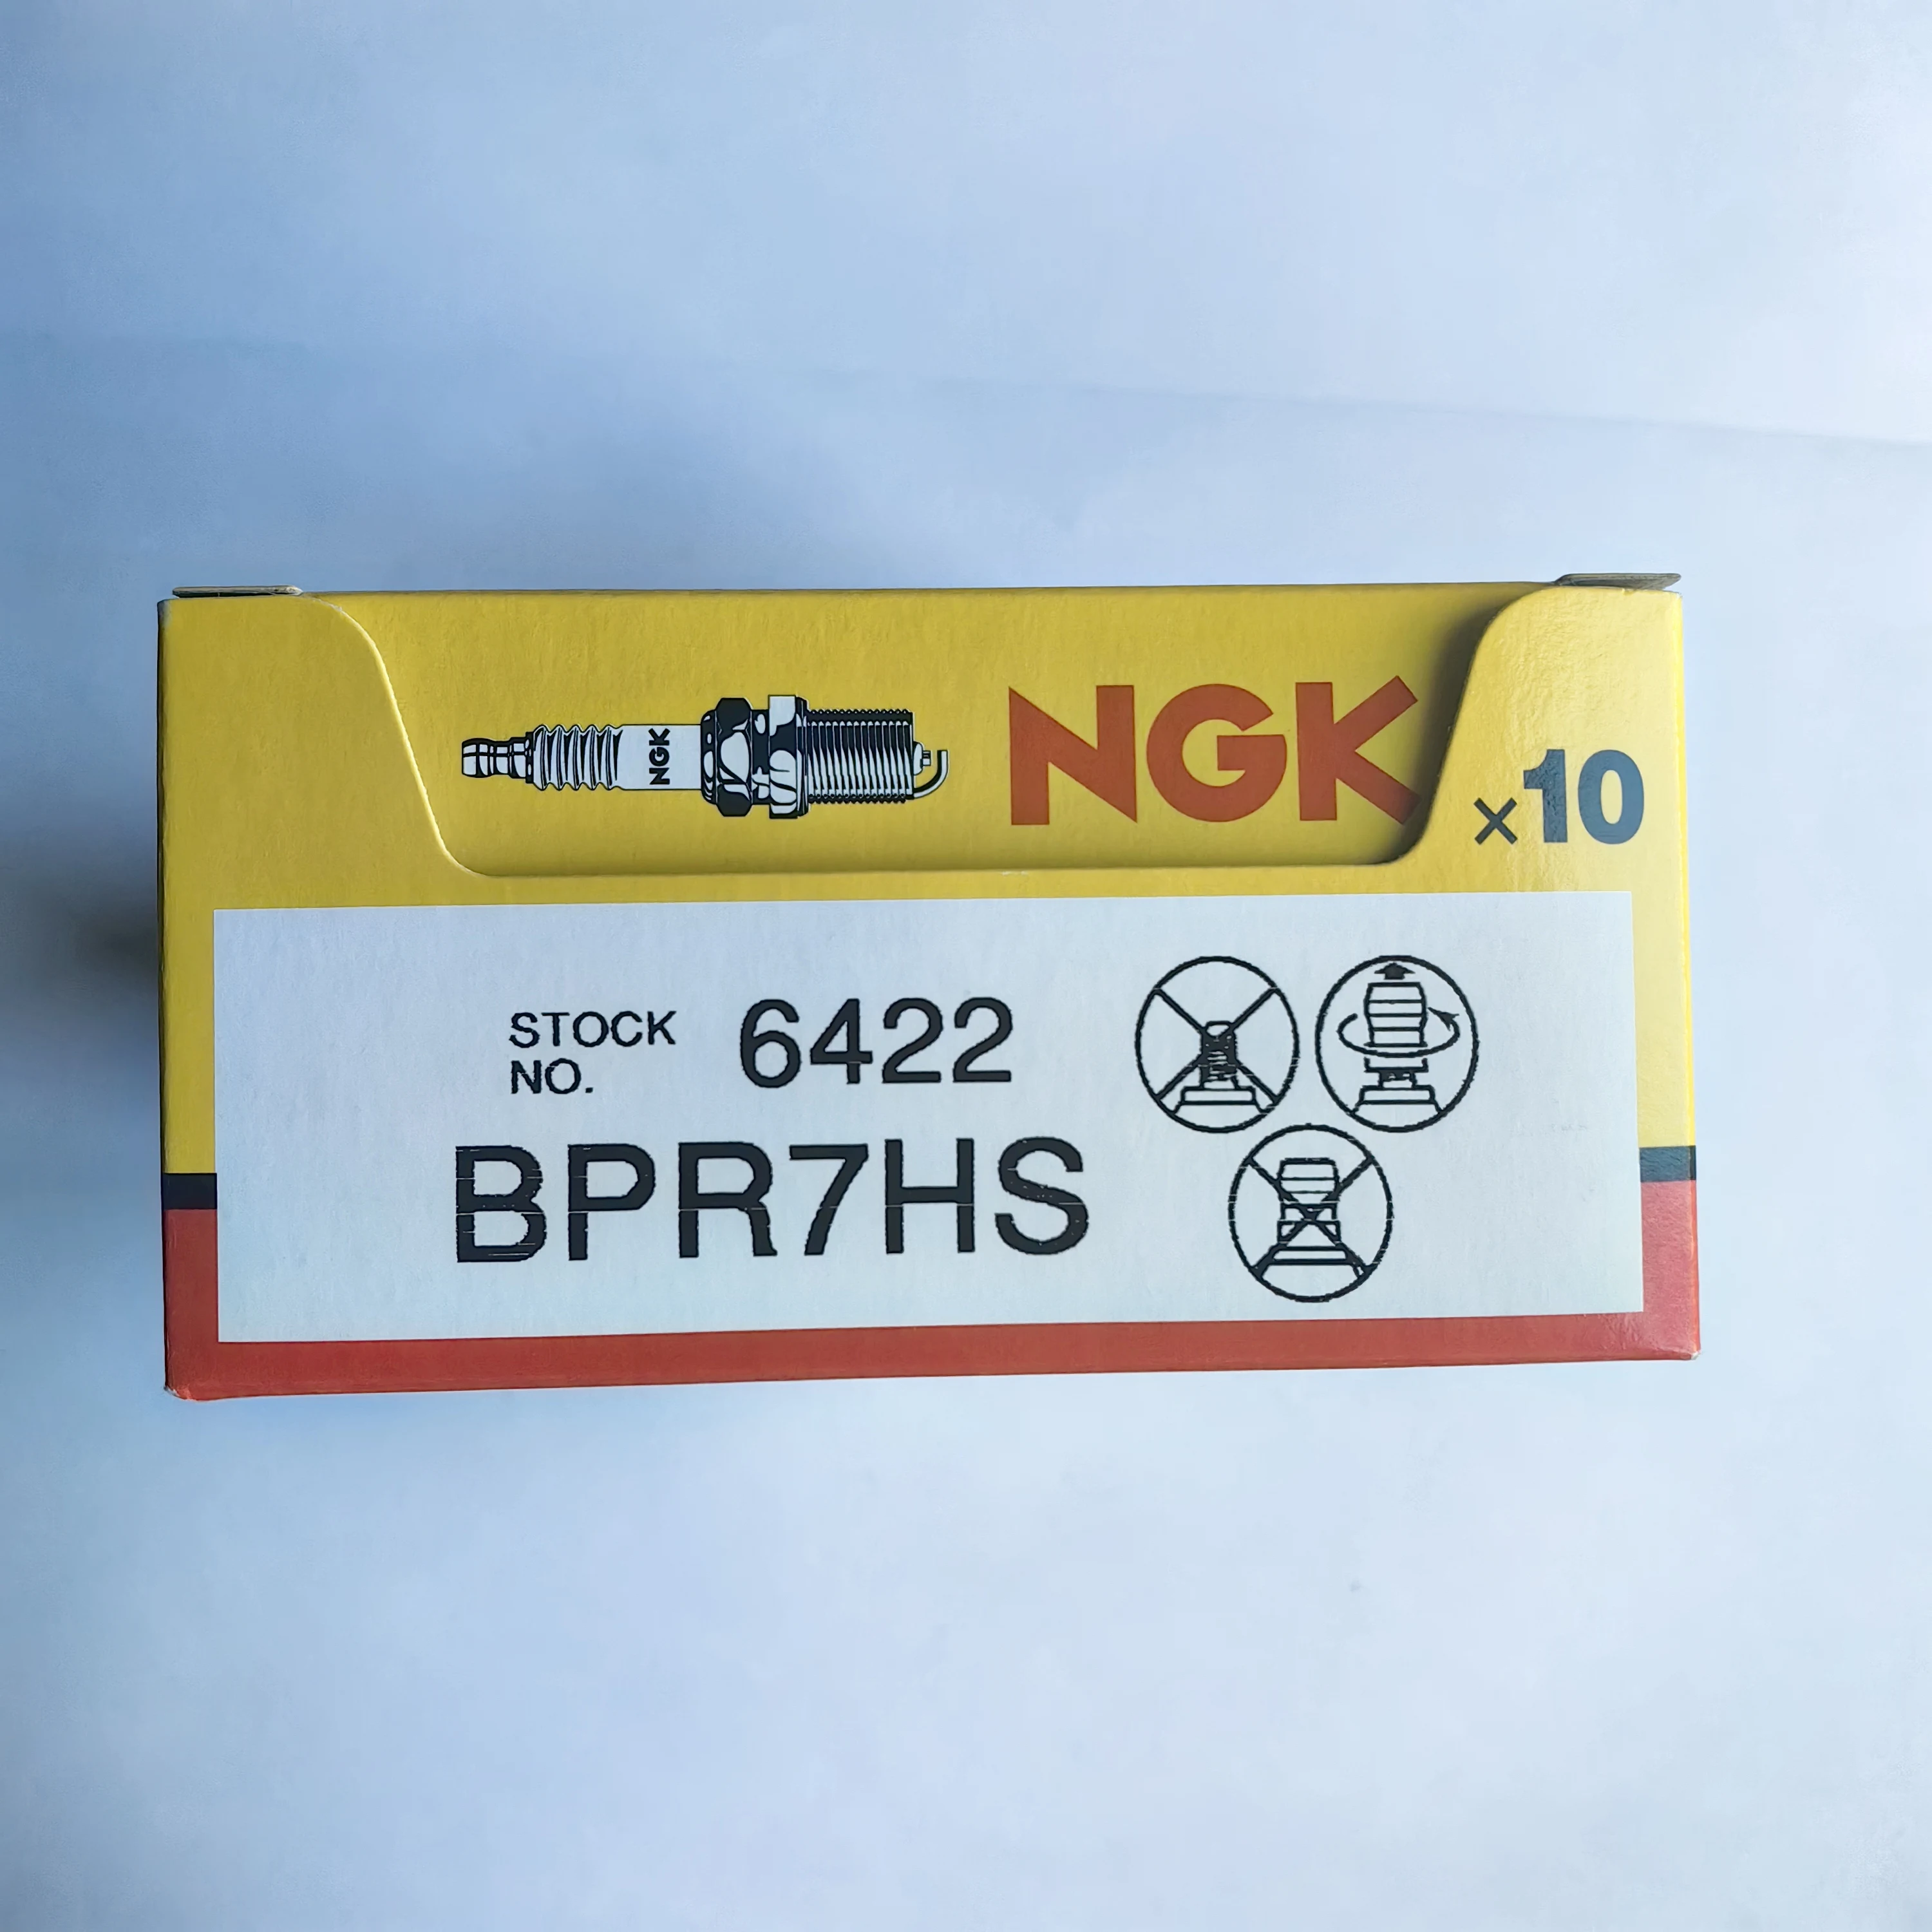 NGK
NGK
×10
STOCK
NO.
6422
BPR7HS